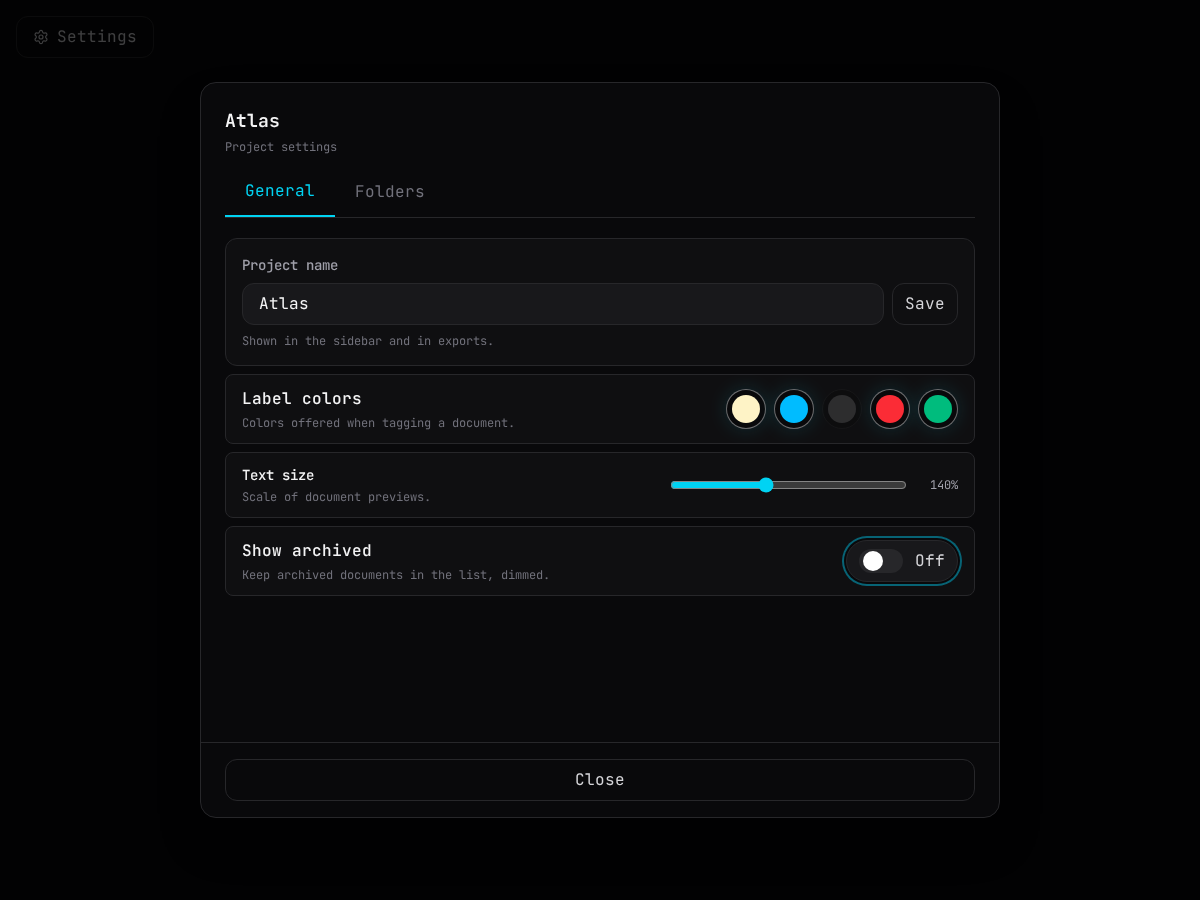 Settings
Atlas
Project settings
General
Folders
Project name
Atlas
Save
Shown in the sidebar and in exports.
Label colors
Colors offered when tagging a document.
Text size
Scale of document previews.
140%
Show archived
Keep archived documents in the list, dimmed.
Off
Close